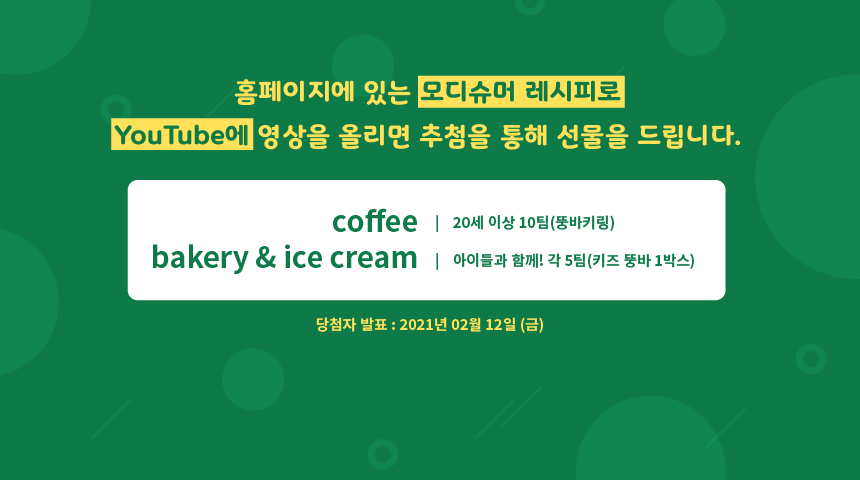 홈페이지에 있는 모디슈머 레시피로
YouTube에 영상을 올리면 추첨을 통해 선물을 드립니다.
coffee | 20세 이상 10팀(뚱바키링)
bakery & ice cream | 아이들과 함께! 각 5팀(키즈 뚱바 1박스)
당첨자 발표 : 2021년 02월 12일 (금)